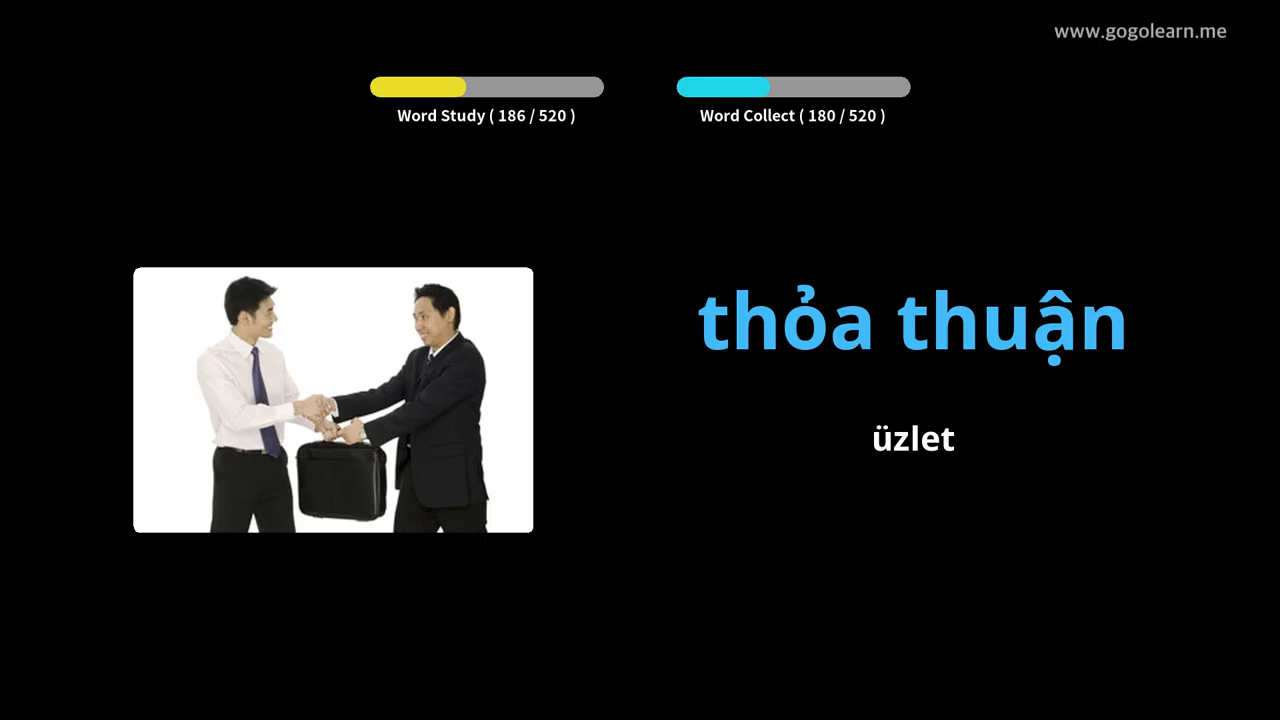 www.gogolearn.me
Word Study ( 186 / 520 )
Word Collect ( 180 / 520 )
thỏa thuận
üzlet